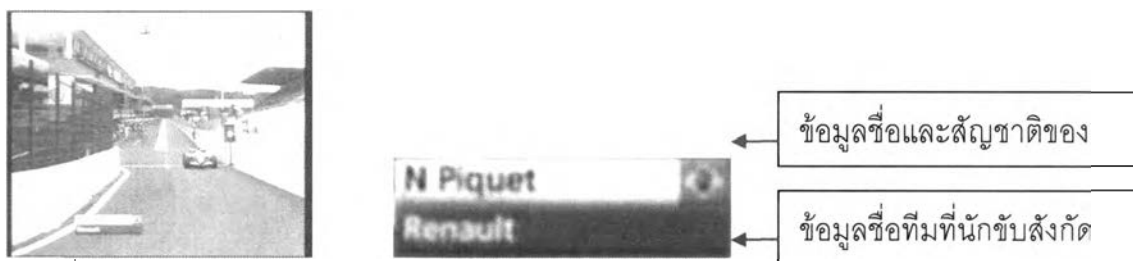 ข้อมูลชื่อและสัญชาติของ
N Piquet
Renault
ข้อมูลชื่อทีมที่นักขับสังกัด